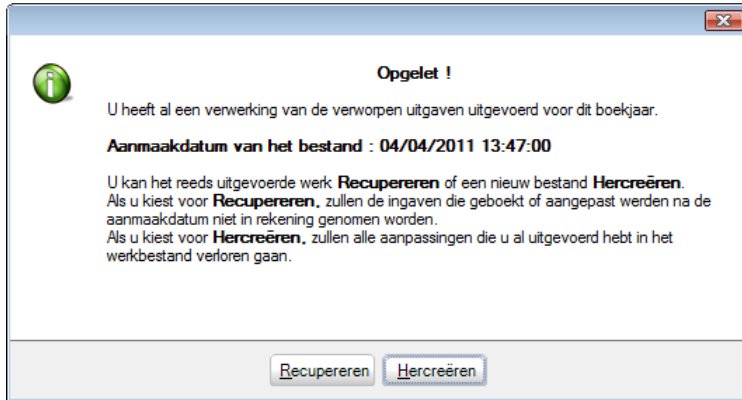 Opgelet !
U heeft al een verwerking van de verworpen uitgaven uitgevoerd voor dit boekjaar.
Aanmaakdatum van het bestand : 04/04/2011 13:47:00
U kan het reeds uitgevoerde werk Recupereren of een nieuw bestand Hercreëren.
Als u kiest voor Recupereren, zullen de ingaven die geboekt of aangepast werden na de
aanmaakdatum niet in rekening genomen worden.
Als u kiest voor Hercreëren, zullen alle aanpassingen die u al uitgevoerd hebt in het
werkbestand verloren gaan.
Recupereren Hercreëren